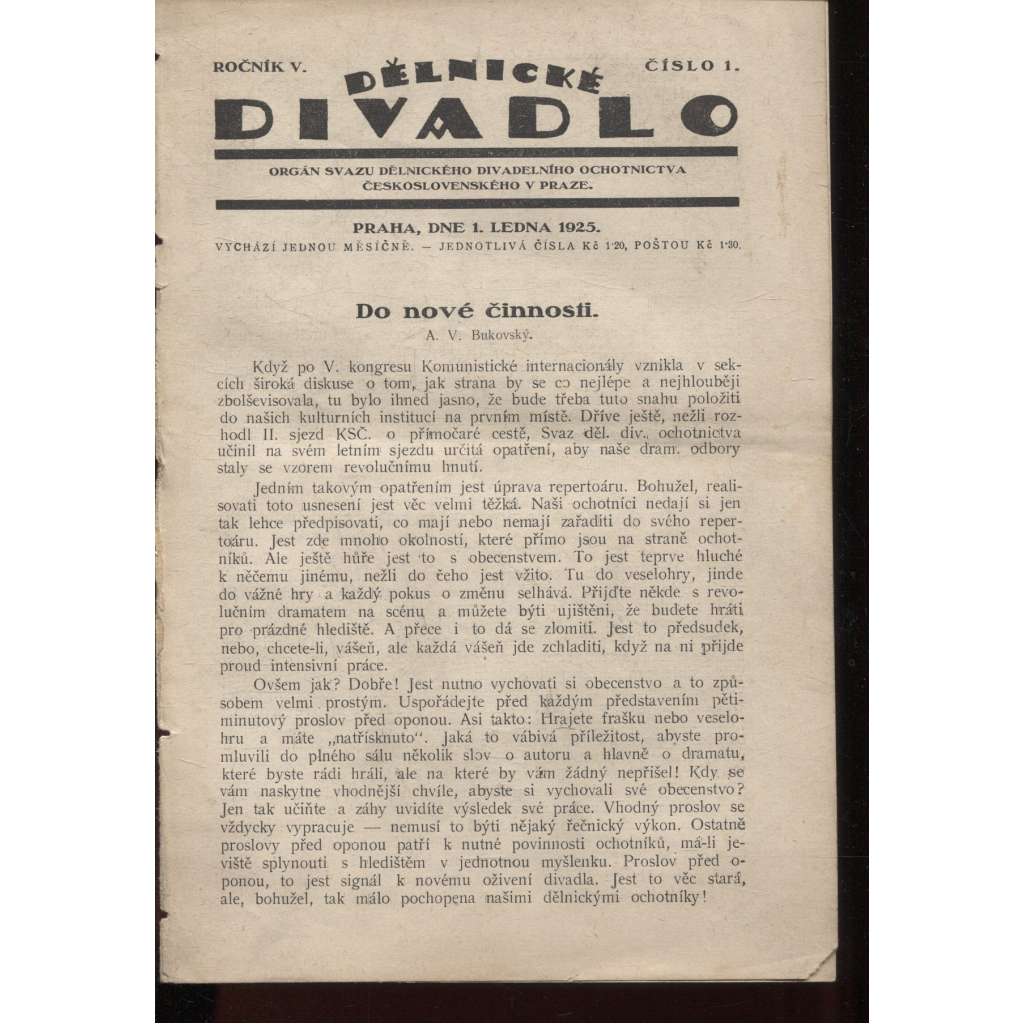 ROČNÍK V.
ČÍSLO 1.
DĚLNICKÉ
DIVADLO
ORGÁN SVAZU DĚLNICKÉHO DIVADELNÍHO OCHOTNICTVA
ČESKOSLOVENSKÉHO V PRAZE.
PRAHA, DNE 1. LEDNA 1925.
VYCHÁZÍ JEDNOU MĚSÍČNĚ. — JEDNOTLIVÁ ČÍSLA Kč 1·20, POŠTOU Kč 1·30.
Do nové činnosti.
A. V. Bukovský.
Když po V. kongresu Komunistické internacionály vznikla v sek-
cích široká diskuse o tom, jak strana by se co nejlépe a nejhlouběji
zbolševisovala, tu bylo ihned jasno, že bude třeba tuto snahu položiti
do našich kulturních institucí na prvním místě. Dříve ještě, nežli roz-
hodl II. sjezd KSČ. o přímočaré cestě, Svaz děl. div. ochotnictva
učinil na svém letním sjezdu určitá opatření, aby naše dram. odbory
staly se vzorem revolučnímu hnutí.
Jedním takovým opatřením jest úprava repertoáru. Bohužel, reali-
sovati toto usnesení jest věc velmi těžká. Naši ochotníci nedají si jen
tak lehce předpisovati, co mají nebo nemají zařaditi do svého reper-
toáru. Jest zde mnoho okolností, které přímo jsou na straně ochot-
níků. Ale ještě hůře jest to s obecenstvem. To jest teprve hluché
k něčemu jinému, nežli do čeho jest vžito. Tu do veselohry, jinde
do vážné hry a každý pokus o změnu selhává. Přijďte někde s revo-
lučním dramatem na scénu a můžete býti ujištěni, že budete hráti
pro prázdné hlediště. A přece i to dá se zlomiti. Jest to předsudek,
nebo, chcete-li, vášeň, ale každá vášeň jde zchladiti, když na ni přijde
proud intensivní práce.
Ovšem jak? Dobře! Jest nutno vychovati si obecenstvo a to způ-
sobem velmi prostým. Uspořádejte před každým představením pěti-
minutový proslov před oponou. Asi takto: Hrajete frašku nebo veselo-
hru a máte „natřísknuto“. Jaká to vábivá příležitost, abyste pro-
mluvili do plného sálu několik slov o autoru a hlavně o dramatu,
které byste rádi hráli, ale na které by vám žádný nepřišel! Kdy se
vám naskytne vhodnější chvíle, abyste si vychovali své obecenstvo?
Jen tak učiňte a záhy uvidíte výsledek své práce. Vhodný proslov se
vždycky vypracuje — nemusí to býti nějaký řečnický výkon. Ostatně
proslovy před oponou patří k nutné povinnosti ochotníků, má-li je-
viště splynouti s hledištěm v jednotnou myšlenku. Proslov před o-
ponou, to jest signál k novému oživení divadla. Jest to věc stará,
ale, bohužel, tak málo pochopena našimi dělnickými ochotníky!